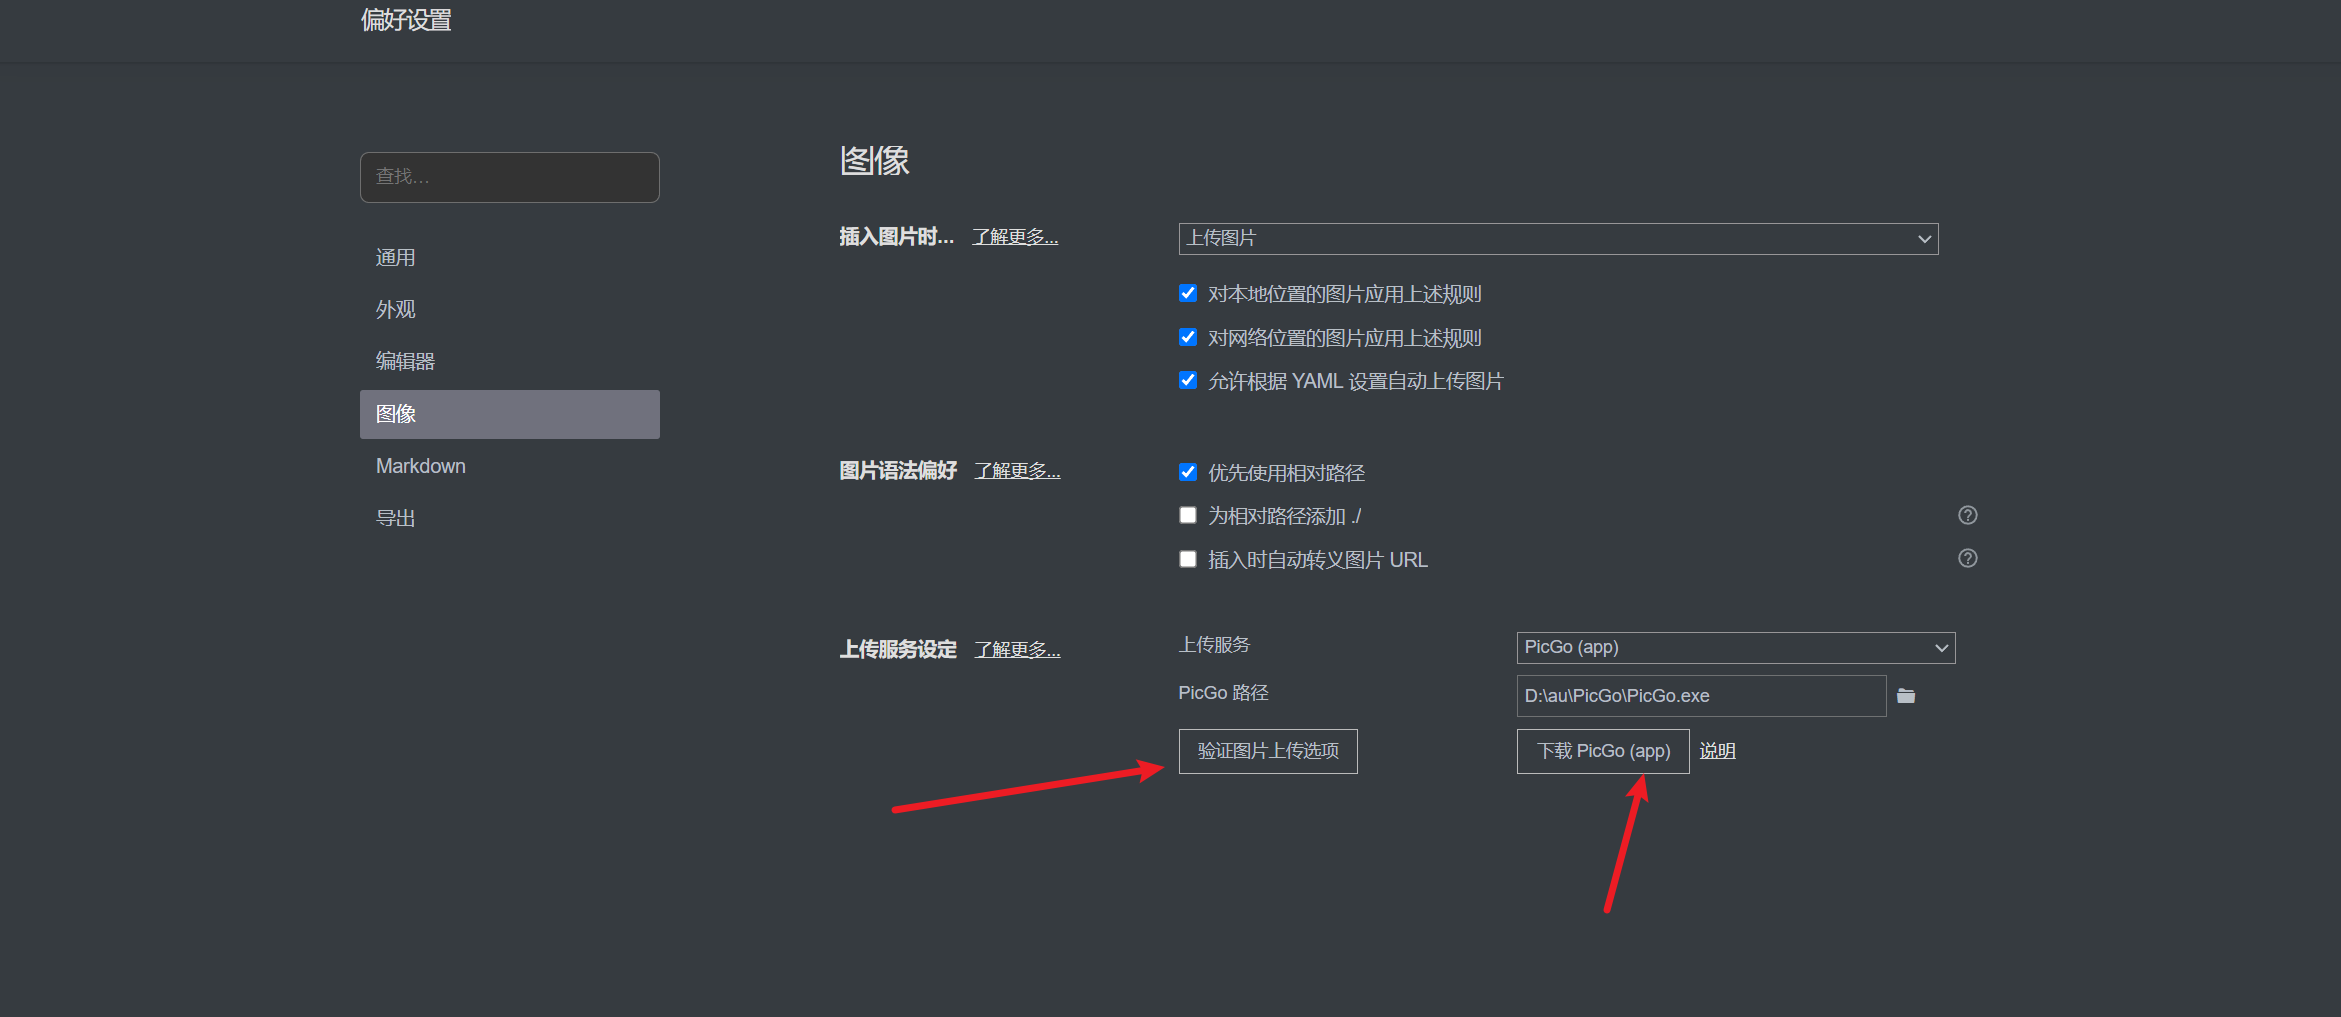 偏好设置
查找...
通用
外观
编辑器
图像
Markdown
导出
图像
插入图片时... 了解更多... 上传图片
对本地位置的图片应用上述规则
对网络位置的图片应用上述规则
允许根据 YAML 设置自动上传图片
图片语法偏好 了解更多... 优先使用相对路径
为相对路径添加 ./
插入时自动转义图片 URL
上传服务设定 了解更多... 上传服务 PicGo (app)
PicGo 路径 D:\au\PicGo\PicGo.exe
验证图片上传选项 下载 PicGo (app) 说明